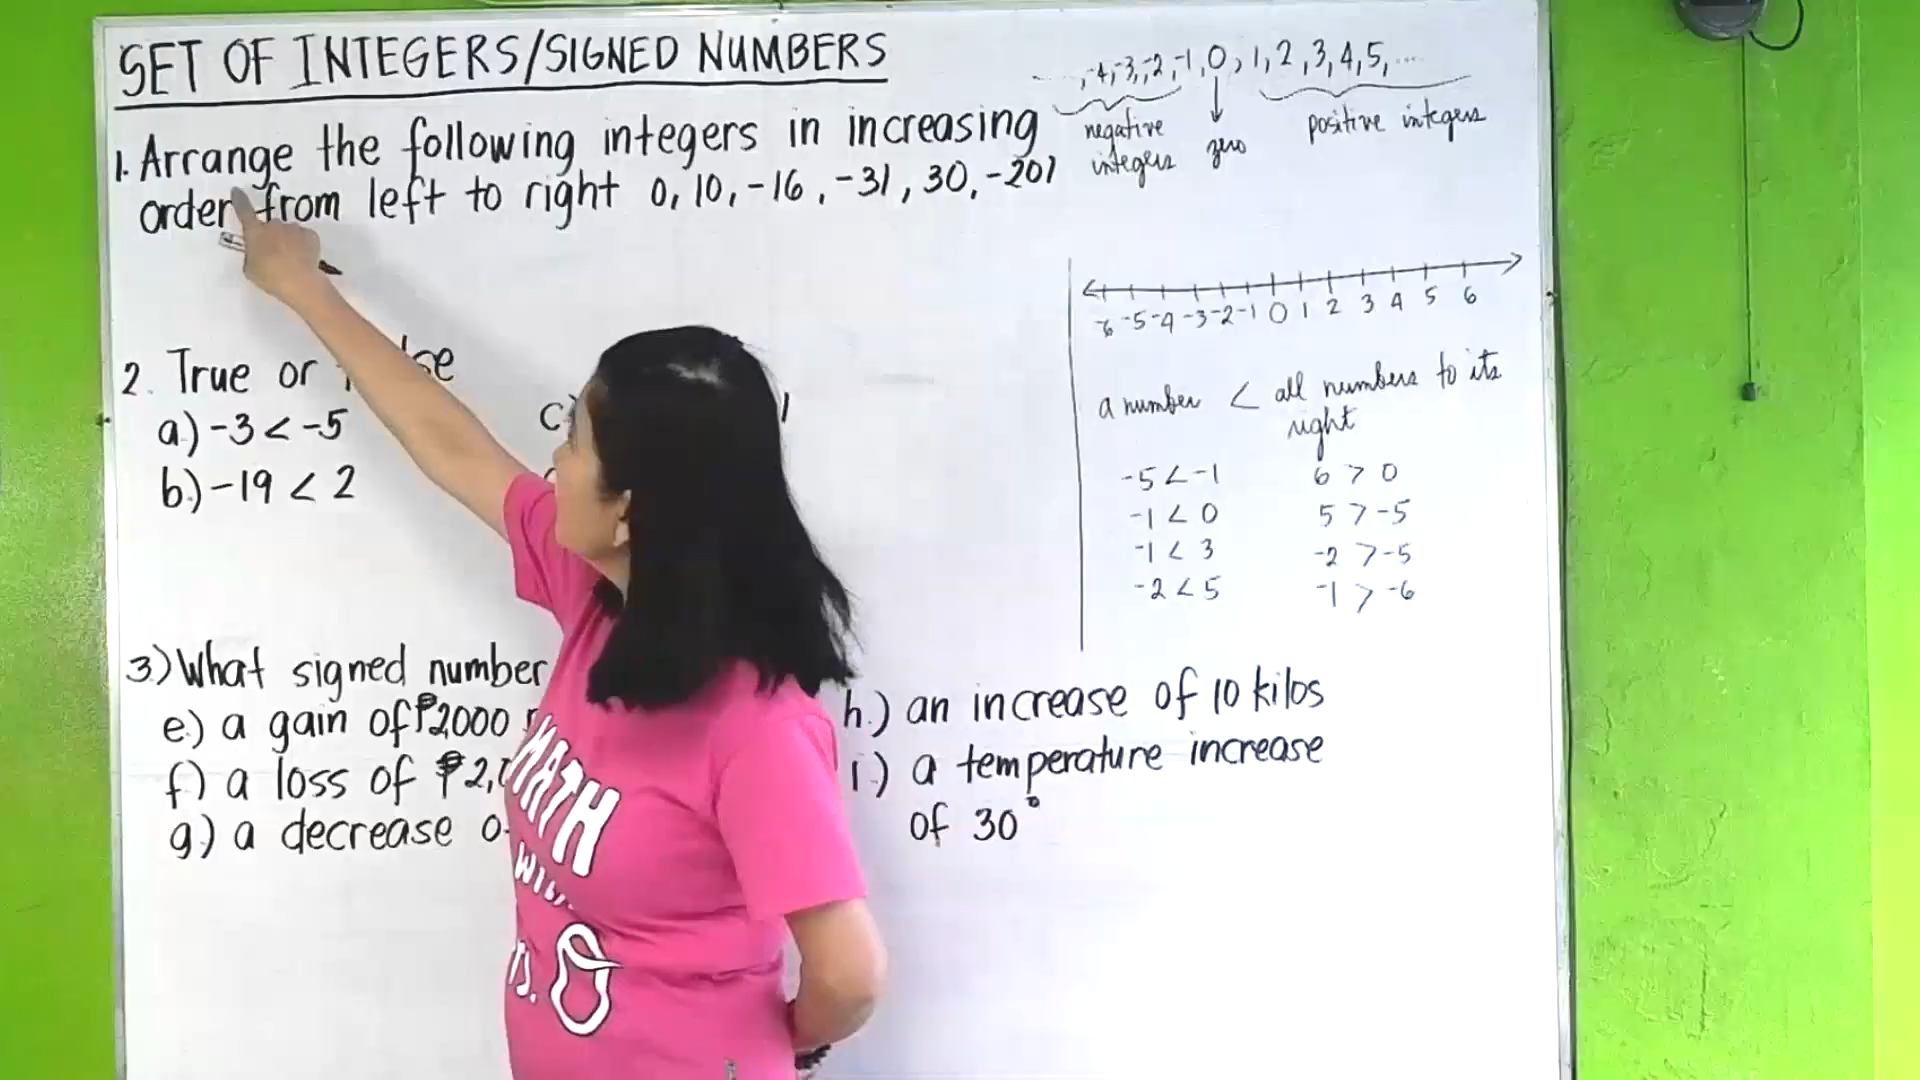 SET OF INTEGERS/SIGNED NUMBERS
1. Arrange the following integers in increasing
order from left to right 0, 10, -16, -31, 30, -201
2. True or
a.) -3 < -5
b.) -19 < 2
c)
3.) What signed number
e.) a gain of ₱2000
f.) a loss of ₱2,
g.) a decrease
h.) an increase of 10 kilos
i.) a temperature increase
of 30°
..., -4, -3, -2, -1, 0, 1, 2, 3, 4, 5, ...
negative
integers
zero
positive integers
-6 -5 -4 -3 -2 -1 0 1 2 3 4 5 6
a number < all numbers to its
right
-5 < -1 6 > 0
-1 < 0 5 > -5
-1 < 3 -2 > -5
-2 < 5 -1 > -6
MATH